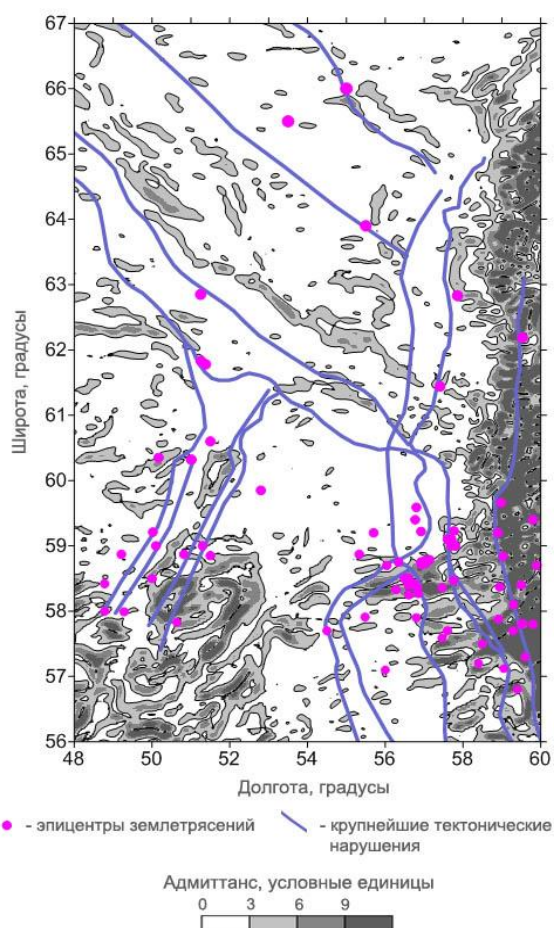 67
66
65
64
63
62
61
60
59
58
57
56
Широта, градусы
48 50 52 54 56 58 60
Долгота, градусы
- эпицентры землетрясений
- крупнейшие тектонические
нарушения
Адмиттанс, условные единицы
0 3 6 9